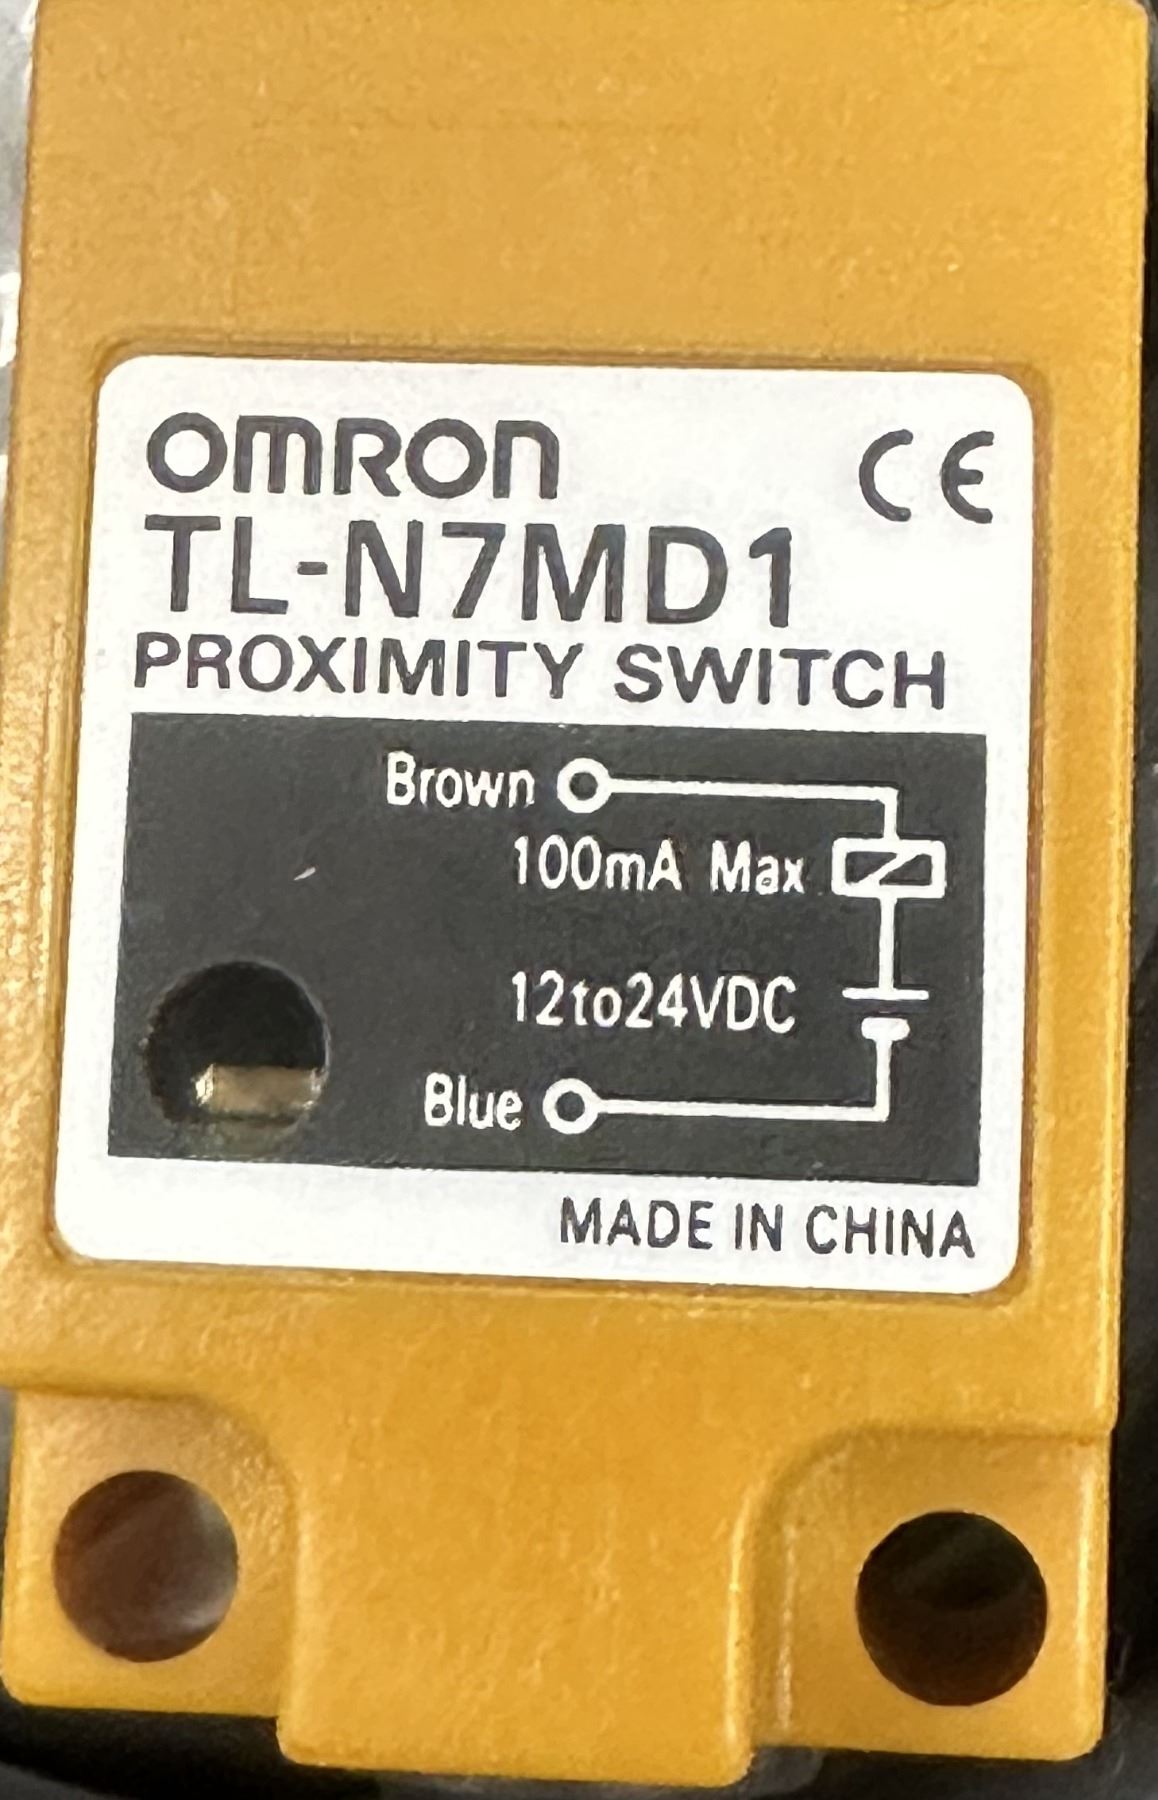 omron
CE
TL-N7MD1
PROXIMITY SWITCH
Brown
100mA Max
12to24VDC
Blue
MADE IN CHINA